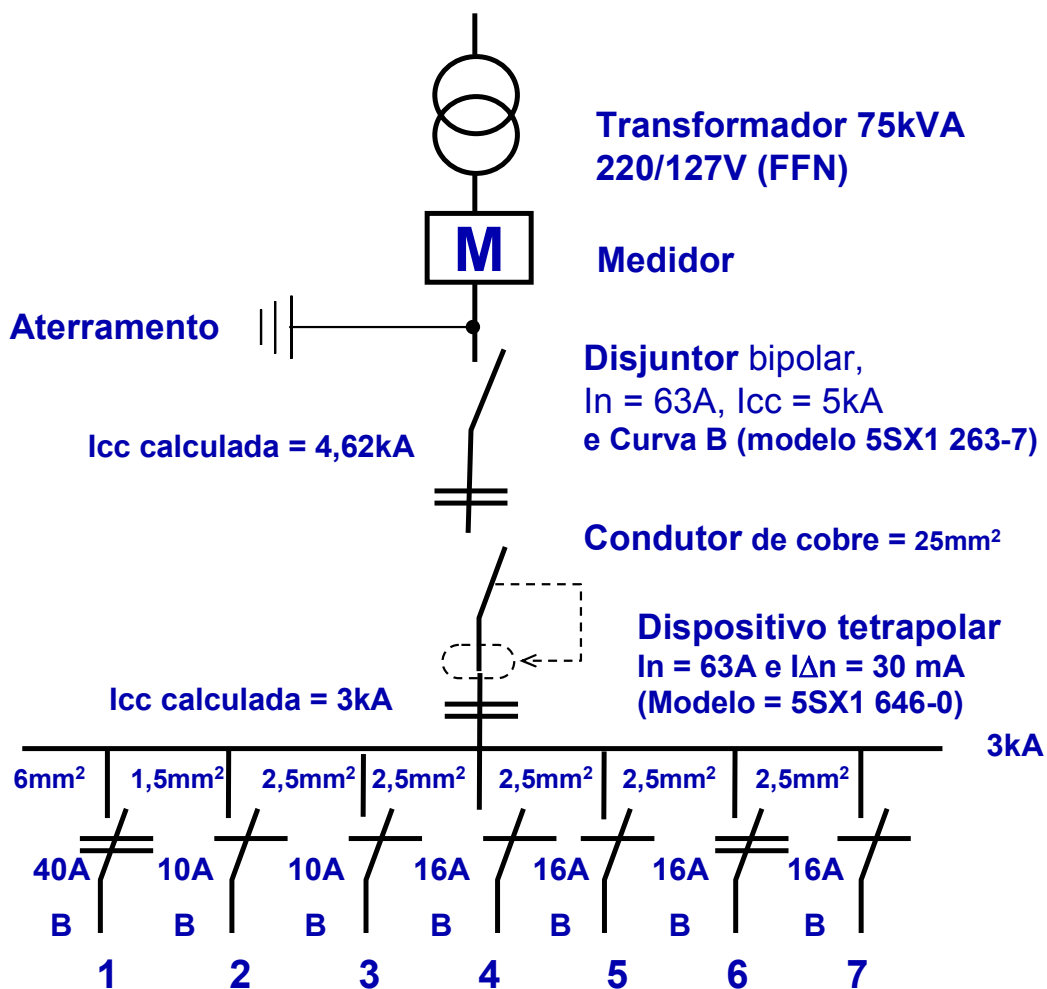 Transformador 75kVA
220/127V (FFN)
M
Medidor
Aterramento
Disjuntor bipolar,
In = 63A, Icc = 5kA
e Curva B (modelo 5SX1 263-7)
Icc calculada = 4,62kA
Condutor de cobre = 25mm²
Dispositivo tetrapolar
In = 63A e I∆n = 30 mA
(Modelo = 5SX1 646-0)
Icc calculada = 3kA
3kA
6mm² 1,5mm² 2,5mm² 2,5mm² 2,5mm² 2,5mm² 2,5mm²
40A 10A 10A 16A 16A 16A 16A
B B B B B B B
1 2 3 4 5 6 7